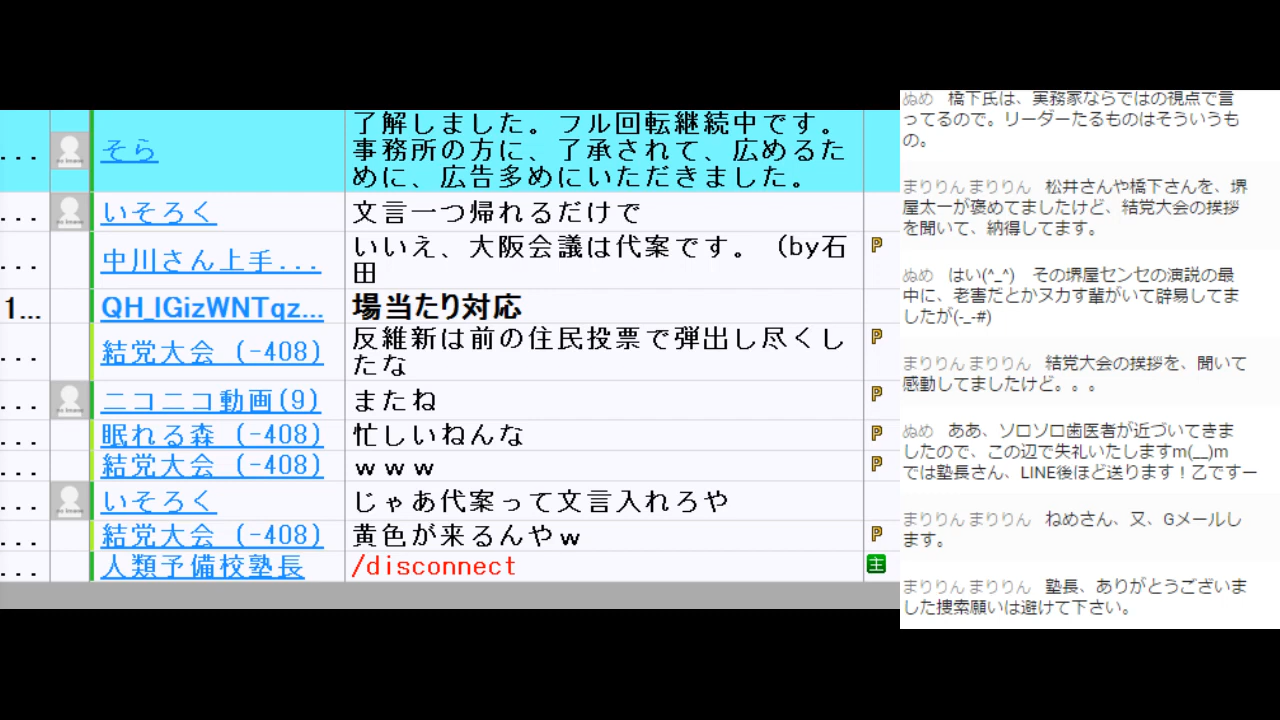 ... そら 了解しました。フル回転継続中です。
事務所の方に、了承されて、広めるた
めに、広告多めにいただきました。
... いそろく 文言一つ帰れるだけで
... 中川さん上手... いいえ、大阪会議は代案です。（by石 P
田
1... QH_IGizWNTqz... 場当たり対応
... 結党大会 (-408) 反維新は前の住民投票で弾出し尽くし P
たな
... ニコニコ動画(9) またね P
... 眠れる森 (-408) 忙しいねんな P
... 結党大会 (-408) ｗｗｗ P
... いそろく じゃあ代案って文言入れろや
... 結党大会 (-408) 黄色が来るんやｗ P
... 人類予備校塾長 /disconnect 主
ぬめ 橋下氏は、実務家ならではの視点で言
ってるので。リーダーたるものはそういうも
の。
まりりん まりりん 松井さんや橋下さんを、堺
屋太一が褒めてましたけど、結党大会の挨拶
を聞いて、納得してます。
ぬめ はい(^_^) その堺屋センセの演説の最
中に、老害だとかヌカす輩がいて辟易してま
したが(-_-#)
まりりん まりりん 結党大会の挨拶を、聞いて
感動してましたけど。。。
ぬめ ああ、ソロソロ歯医者が近づいてきま
したので、この辺で失礼いたしますm(__)m
では塾長さん、LINE後ほど送ります！乙ですー
まりりん まりりん ねめさん、又、Gメールし
ます。
まりりん まりりん 塾長、ありがとうございま
した捜索願いは避けて下さい。